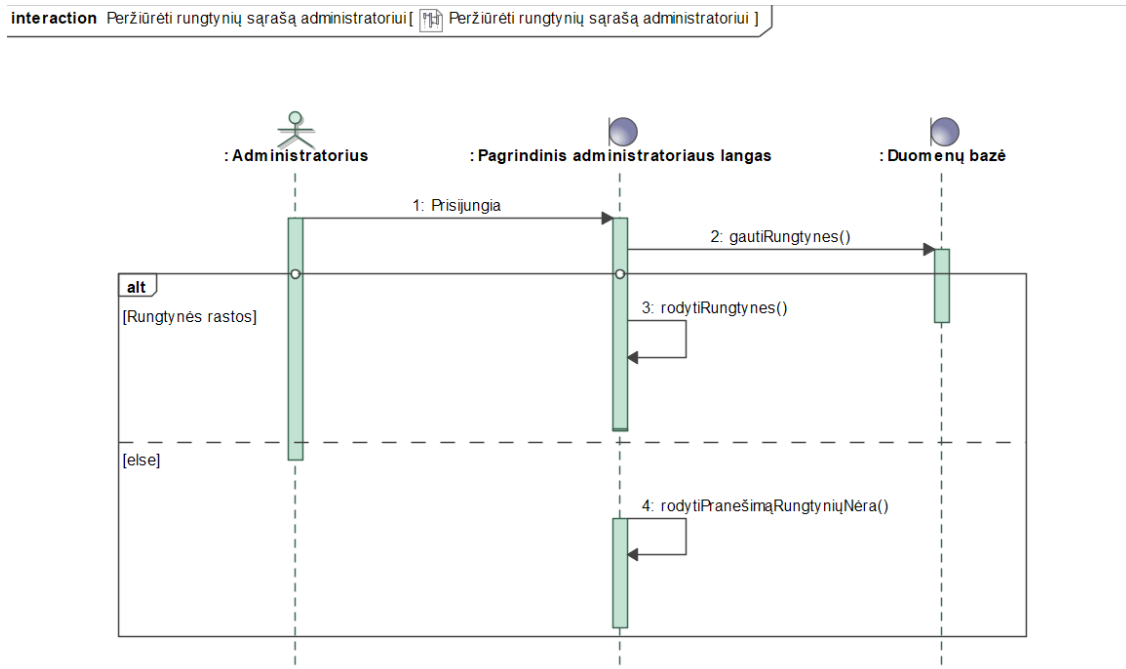 interaction Peržiūrėti rungtynių sąrašą administratoriui[ Peržiūrėti rungtynių sąrašą administratoriui ]
: Administratorius
: Pagrindinis administratoriaus langas
: Duomenų bazė
1: Prisijungia
2: gautiRungtynes()
alt
[Rungtynės rastos]
3: rodytiRungtynes()
[else]
4: rodytiPranešimąRungtyniųNėra()